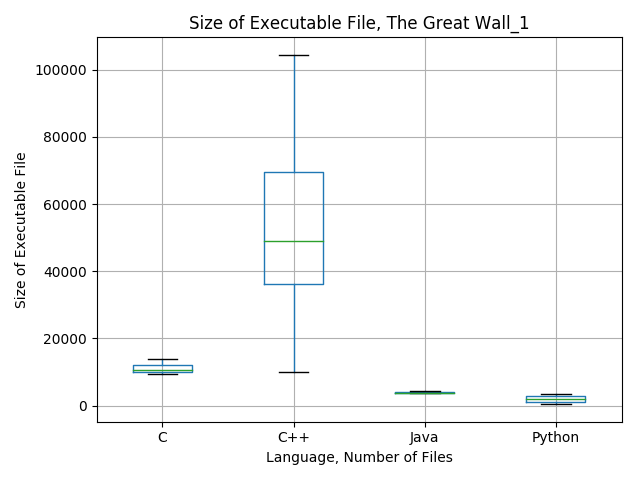 Size of Executable File, The Great Wall_1
Size of Executable File
100000
80000
60000
40000
20000
0
C C++ Java Python
Language, Number of Files